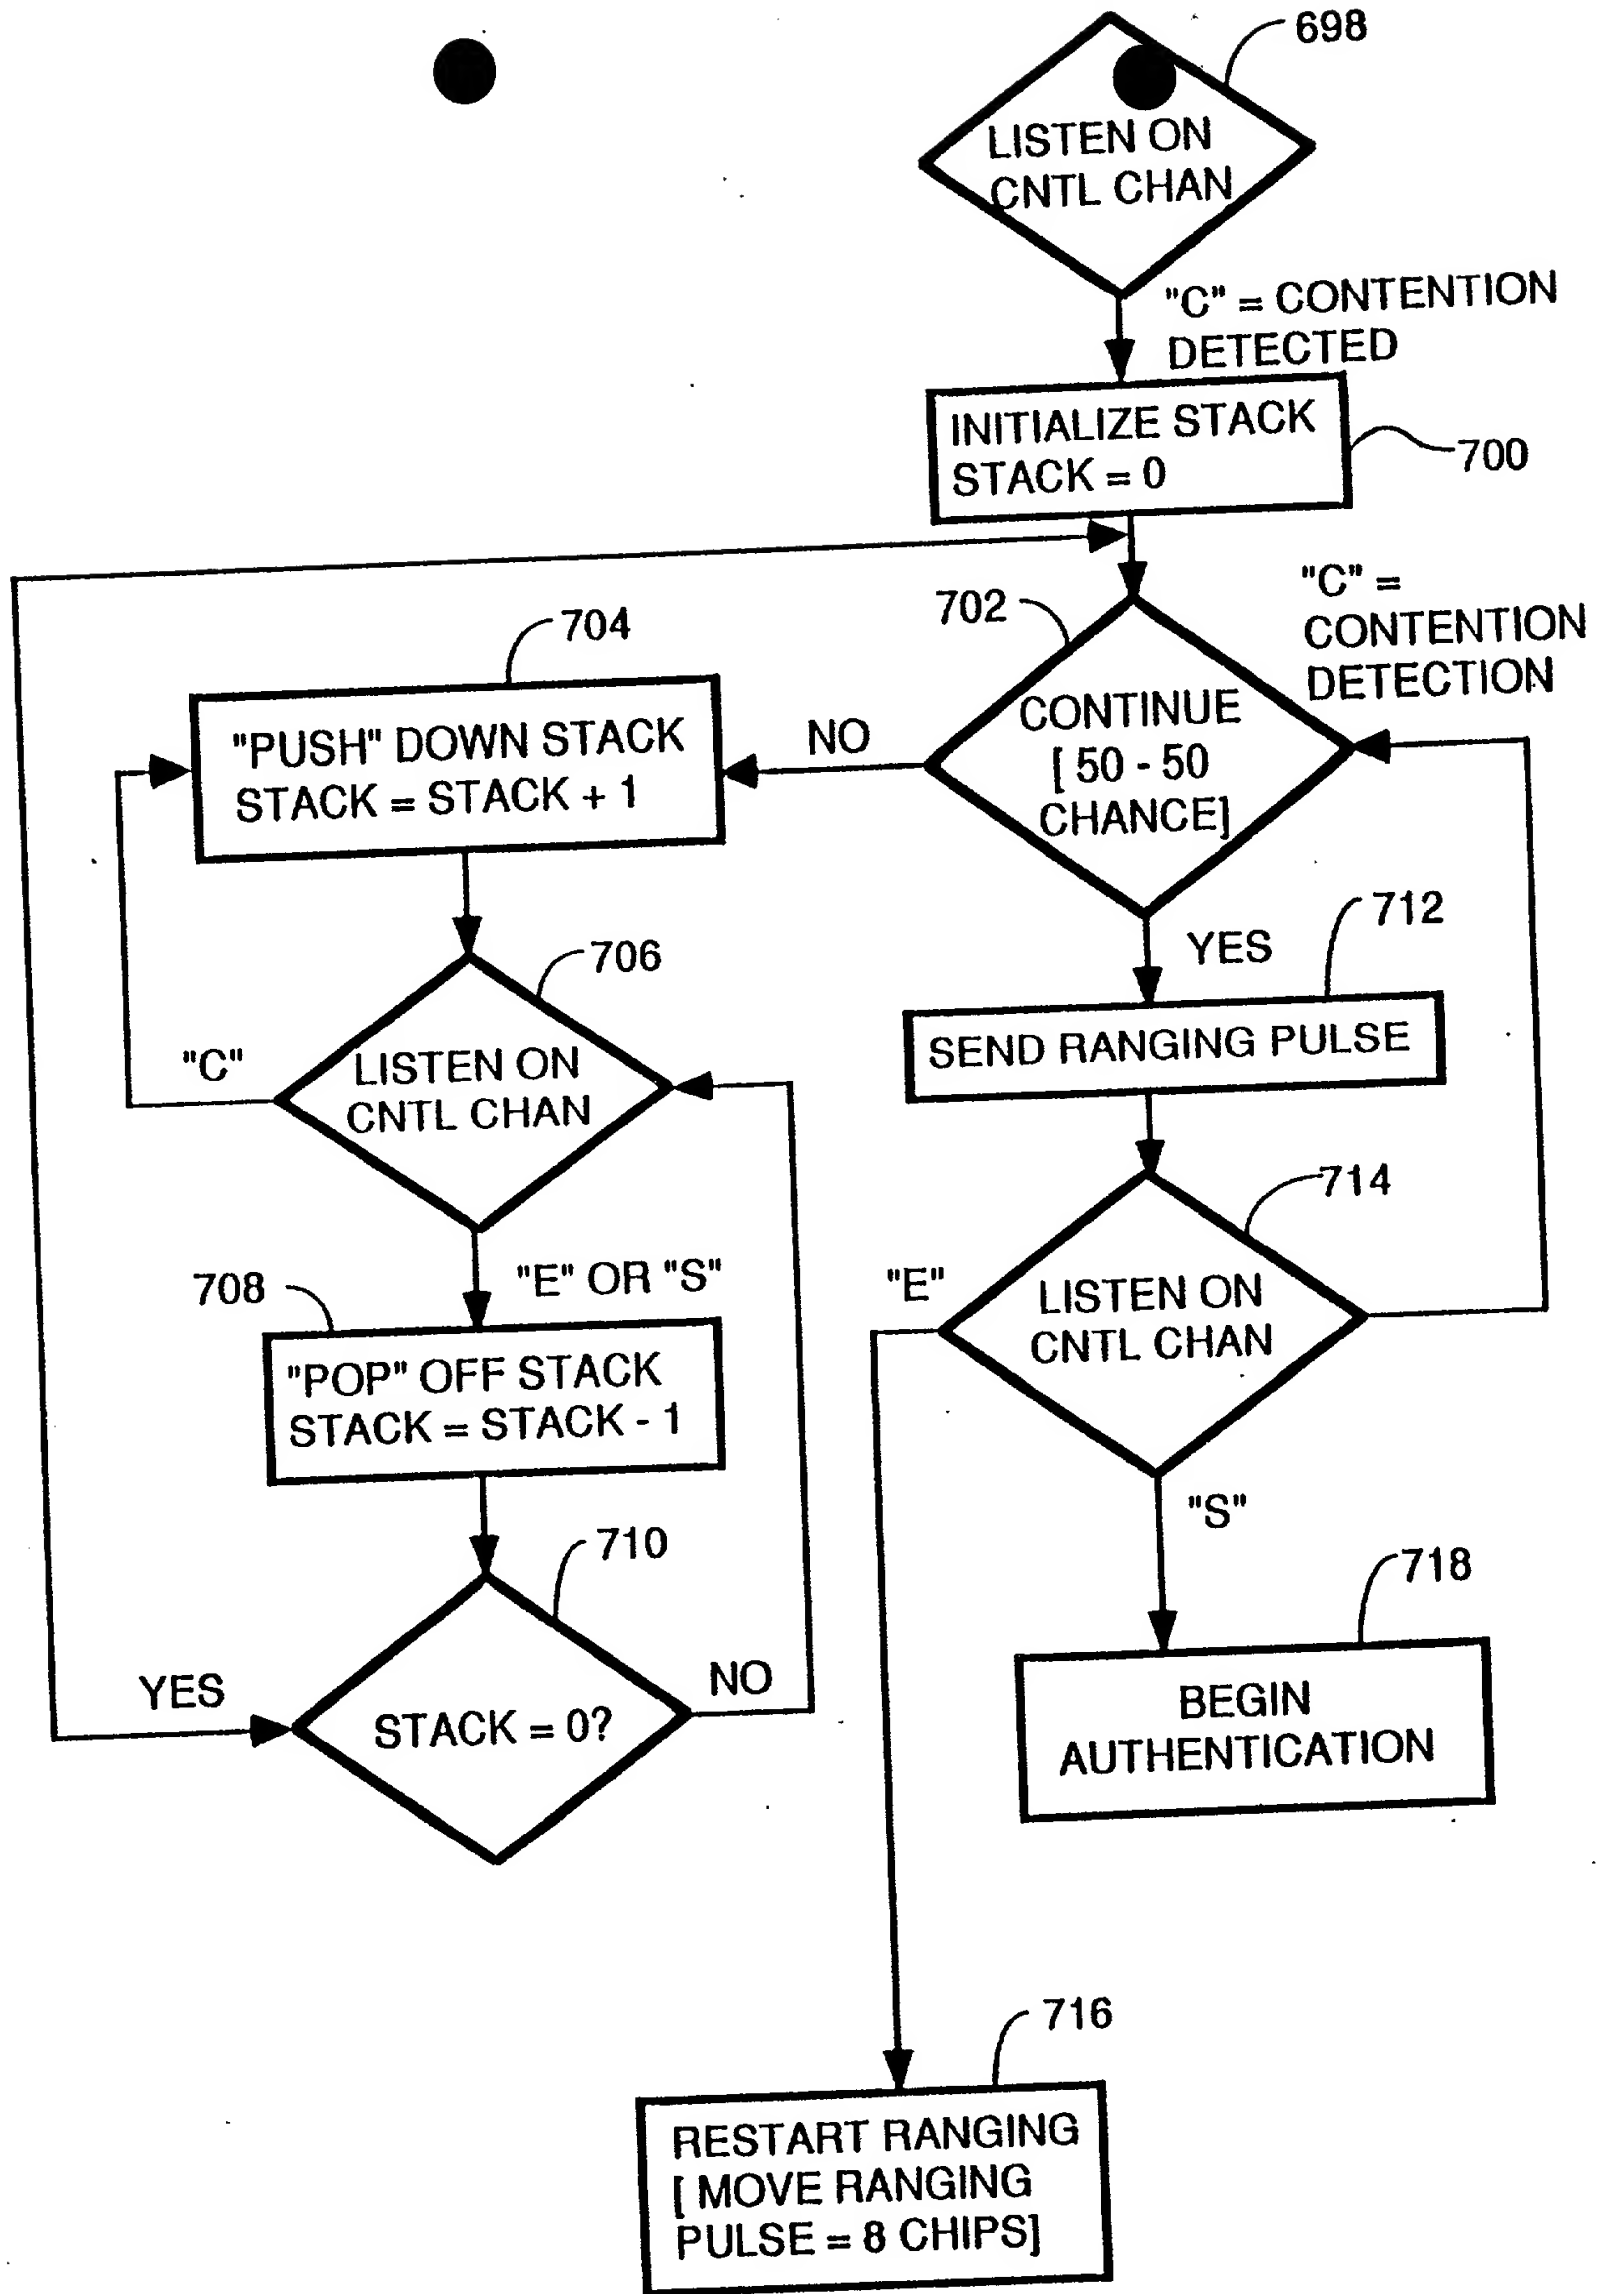 698
LISTEN ON
CNTL CHAN
"C" = CONTENTION
DETECTED
INITIALIZE STACK
STACK = 0
700
702
"C" =
CONTENTION
DETECTION
704
"PUSH" DOWN STACK
STACK = STACK + 1
NO
CONTINUE
[ 50 - 50
CHANCE]
712
YES
706
"C"
LISTEN ON
CNTL CHAN
SEND RANGING PULSE
714
"E" OR "S"
708
"E"
LISTEN ON
CNTL CHAN
"POP" OFF STACK
STACK = STACK - 1
"S"
710
718
YES
STACK = 0?
NO
BEGIN
AUTHENTICATION
716
RESTART RANGING
[ MOVE RANGING
PULSE = 8 CHIPS]